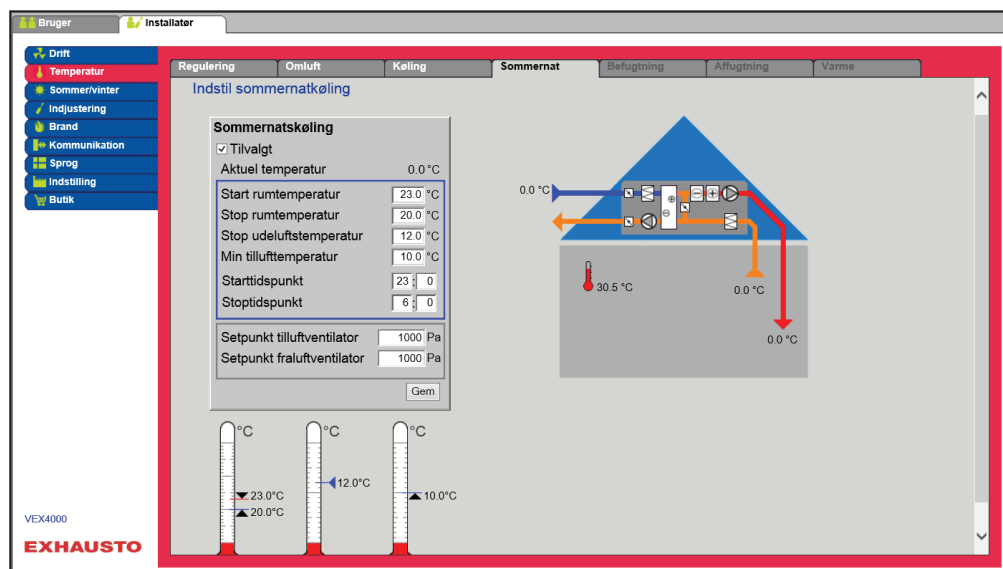 Bruger
Installatør
Drift
Temperatur
Sommer/vinter
Indjustering
Brand
Kommunikation
Sprog
Indstilling
Butik
Regulering
Omluft
Køling
Sommernat
Befugtning
Affugtning
Varme
Indstil sommernatkøling
Sommernatskøling
Tilvalgt
Aktuel temperatur 0.0 °C
Start rumtemperatur 23.0 °C
Stop rumtemperatur 20.0 °C
Stop udeluftstemperatur 12.0 °C
Min tillufttemperatur 10.0 °C
Starttidspunkt 23 : 0
Stoptidspunkt 6 : 0
Setpunkt tilluftventilator 1000 Pa
Setpunkt fraluftventilator 1000 Pa
Gem
0.0 °C
30.5 °C
0.0 °C
0.0 °C
°C
°C
°C
23.0°C
20.0°C
12.0°C
10.0°C
VEX4000
EXHAUSTO